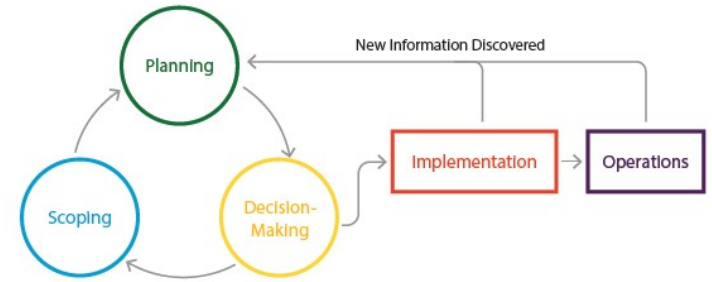 New Information Discovered
Planning
Scoping
Decision-
Making
Implementation
Operations